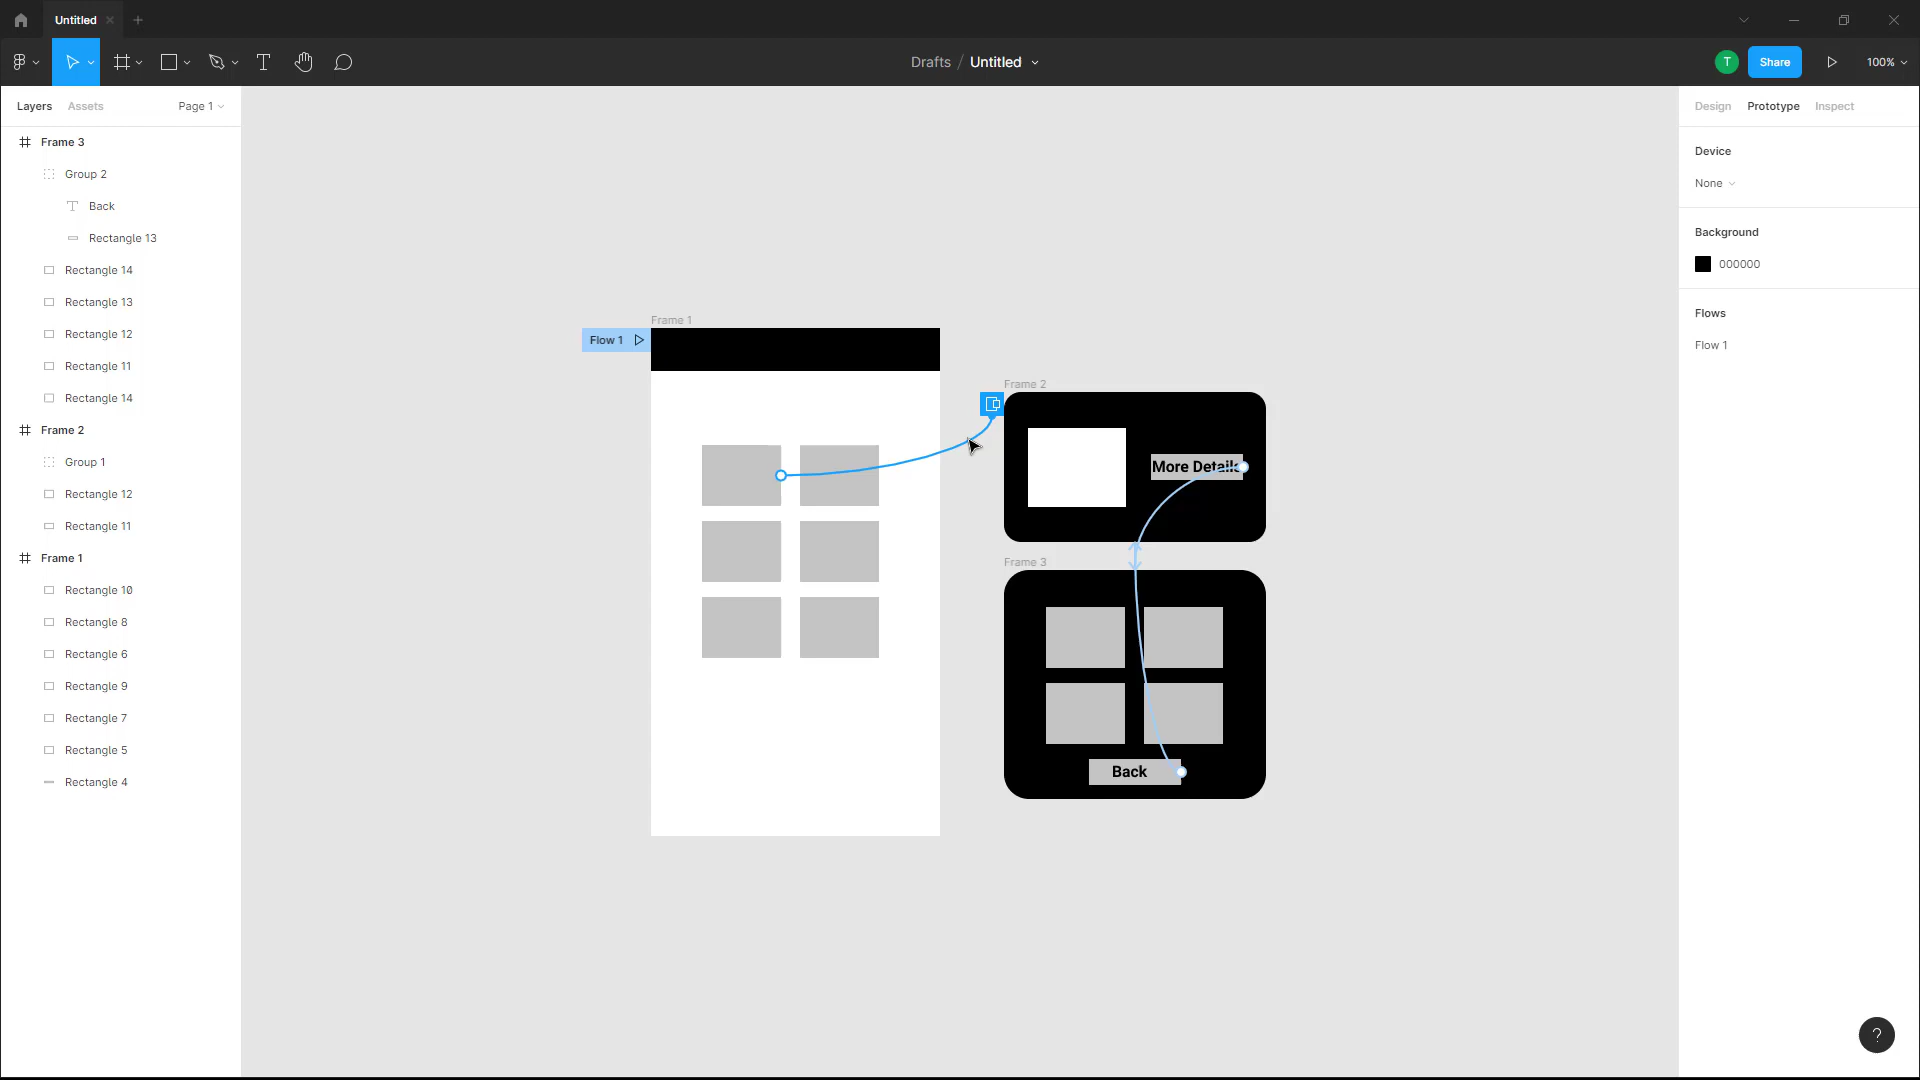 Untitled
Drafts / Untitled
T
Share
100%
Layers
Assets
Page 1
Frame 3
Group 2
Back
Rectangle 13
Rectangle 14
Rectangle 13
Rectangle 12
Rectangle 11
Rectangle 14
Frame 2
Group 1
Rectangle 12
Rectangle 11
Frame 1
Rectangle 10
Rectangle 8
Rectangle 6
Rectangle 9
Rectangle 7
Rectangle 5
Rectangle 4
Frame 1
Flow 1
Frame 2
More Details
Frame 3
Back
Design
Prototype
Inspect
Device
None
Background
000000
Flows
Flow 1
?